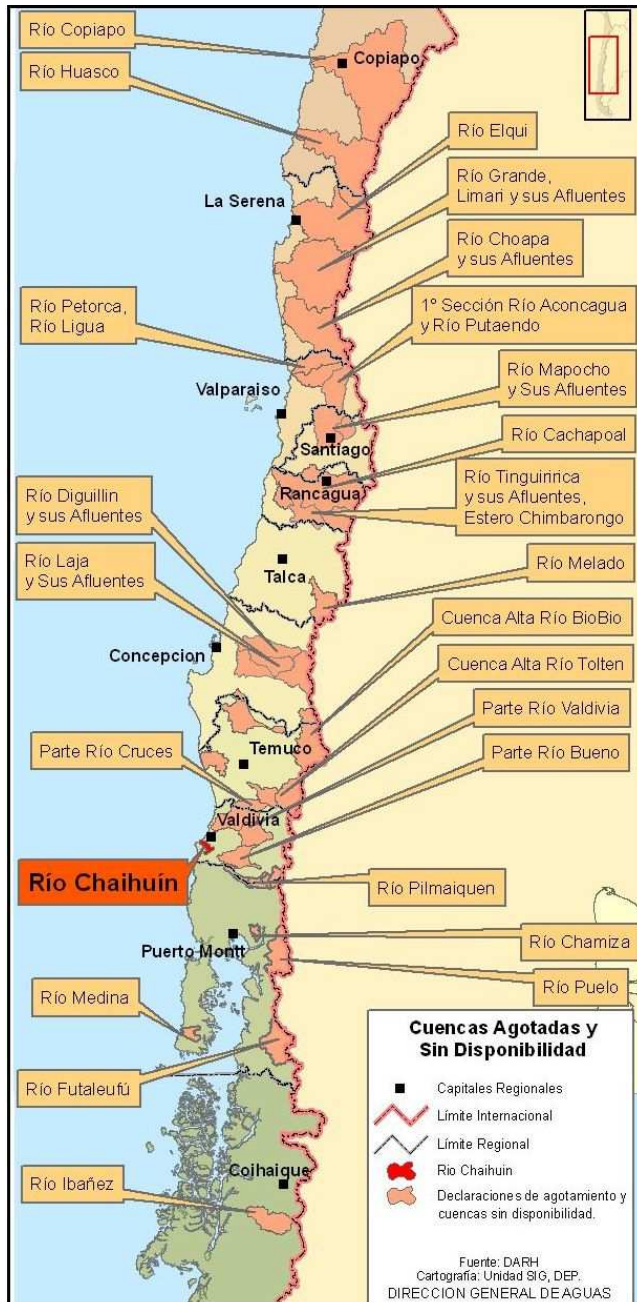 Río Copiapo
Copiapo
Río Huasco
Río Elqui
Río Grande,
Limari y sus Afluentes
La Serena
Río Choapa
y sus Afluentes
Río Petorca,
Río Ligua
1º Sección Río Aconcagua
y Río Putaendo
Valparaiso
Río Mapocho
y Sus Afluentes
Santiago
Río Cachapoal
Rancagua
Río Diguillin
y sus Afluentes
Río Tinguiririca
y sus Afluentes,
Estero Chimbarongo
Río Laja
y Sus Afluentes
Talca
Río Melado
Cuenca Alta Río BioBio
Concepcion
Cuenca Alta Río Tolten
Parte Río Valdivia
Parte Río Cruces
Temuco
Parte Río Bueno
Valdivia
Río Chaihuín
Río Pilmaiquen
Puerto Montt
Río Chamiza
Río Puelo
Río Medina
Río Futaleufú
Coihaique
Río Ibañez
Cuencas Agotadas y
Sin Disponibilidad
Capitales Regionales
Límite Internacional
Límite Regional
Rio Chaihuin
Declaraciones de agotamiento y
cuencas sin disponibilidad.
Fuente: DARH
Cartografía: Unidad SIG, DEP.
DIRECCION GENERAL DE AGUAS